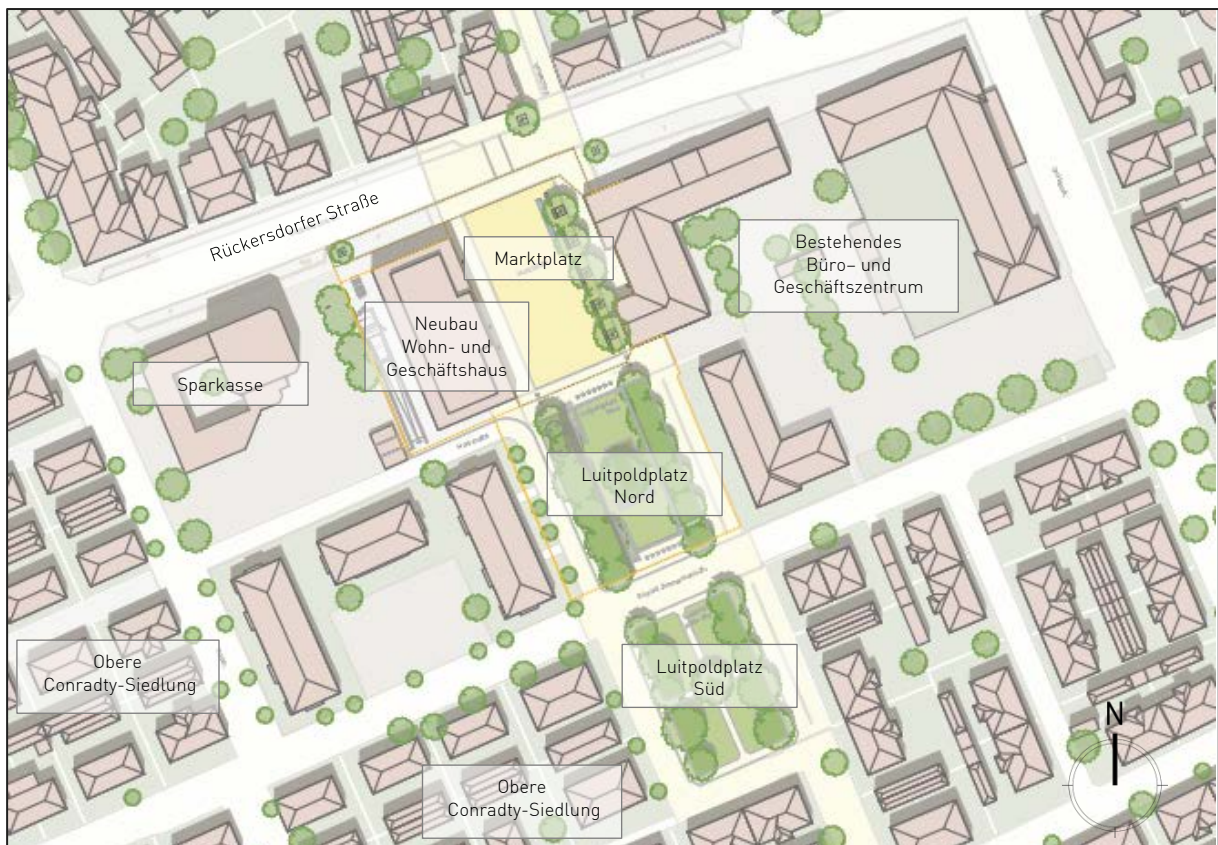 Rückersdorfer Straße
Marktplatz
Bestehendes
Büro– und
Geschäftszentrum
Neubau
Wohn- und
Geschäftshaus
Sparkasse
Luitpoldplatz
Nord
Obere
Conradty-Siedlung
Luitpoldplatz
Süd
N
Obere
Conradty-Siedlung